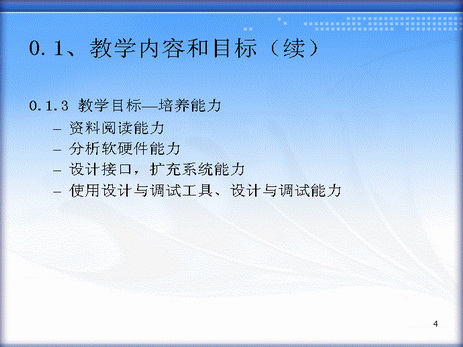 0.1、教学内容和目标（续）
0.1.3 教学目标—培养能力
– 资料阅读能力
– 分析软硬件能力
– 设计接口，扩充系统能力
– 使用设计与调试工具、设计与调试能力
4